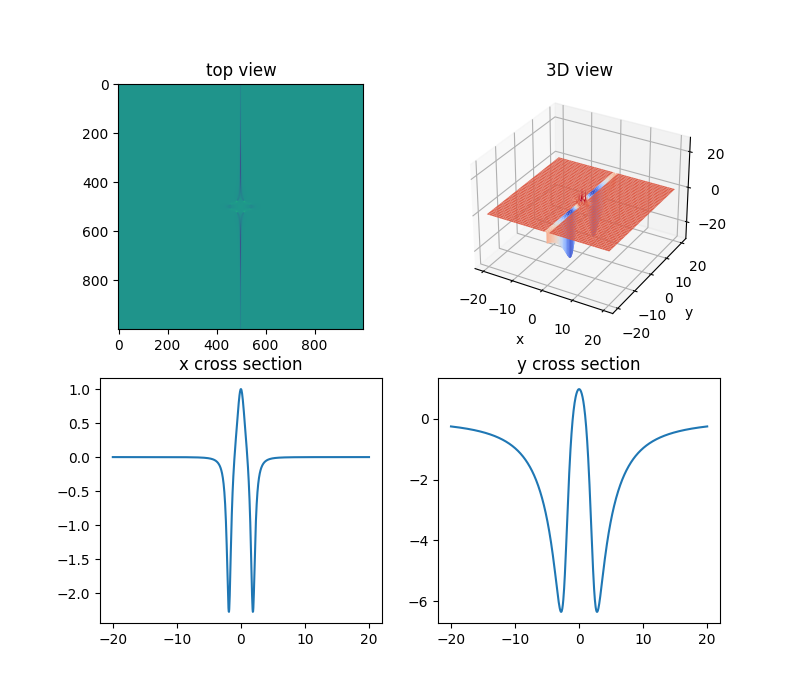 top view
0
200
400
600
800
0 200 400 600 800
3D view
20
0
−20
−20 −10 0 10 20
x
−20 −10 0 10 20
y
x cross section
1.0
0.5
0.0
−0.5
−1.0
−1.5
−2.0
−20 −10 0 10 20
y cross section
0
−2
−4
−6
−20 −10 0 10 20